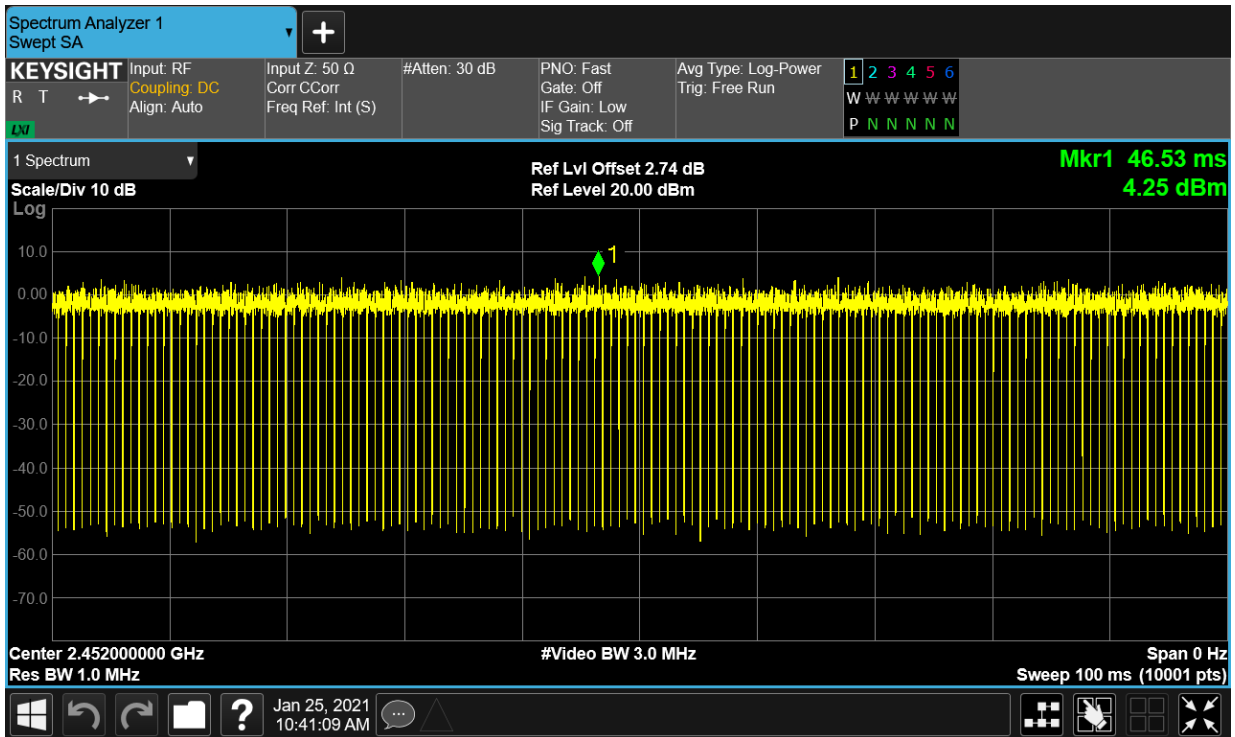 Spectrum Analyzer 1
Swept SA
KEYSIGHT
R T
LXI
Input: RF
Coupling: DC
Align: Auto
Input Z: 50 Ω
Corr CCorr
Freq Ref: Int (S)
#Atten: 30 dB
PNO: Fast
Gate: Off
IF Gain: Low
Sig Track: Off
Avg Type: Log-Power
Trig: Free Run
1 2 3 4 5 6
W W W W W W
P N N N N N
1 Spectrum
Scale/Div 10 dB
Log
Ref Lvl Offset 2.74 dB
Ref Level 20.00 dBm
Mkr1 46.53 ms
4.25 dBm
1
10.0
0.00
-10.0
-20.0
-30.0
-40.0
-50.0
-60.0
-70.0
Center 2.452000000 GHz
#Video BW 3.0 MHz
Span 0 Hz
Res BW 1.0 MHz
Sweep 100 ms (10001 pts)
?
Jan 25, 2021
10:41:09 AM